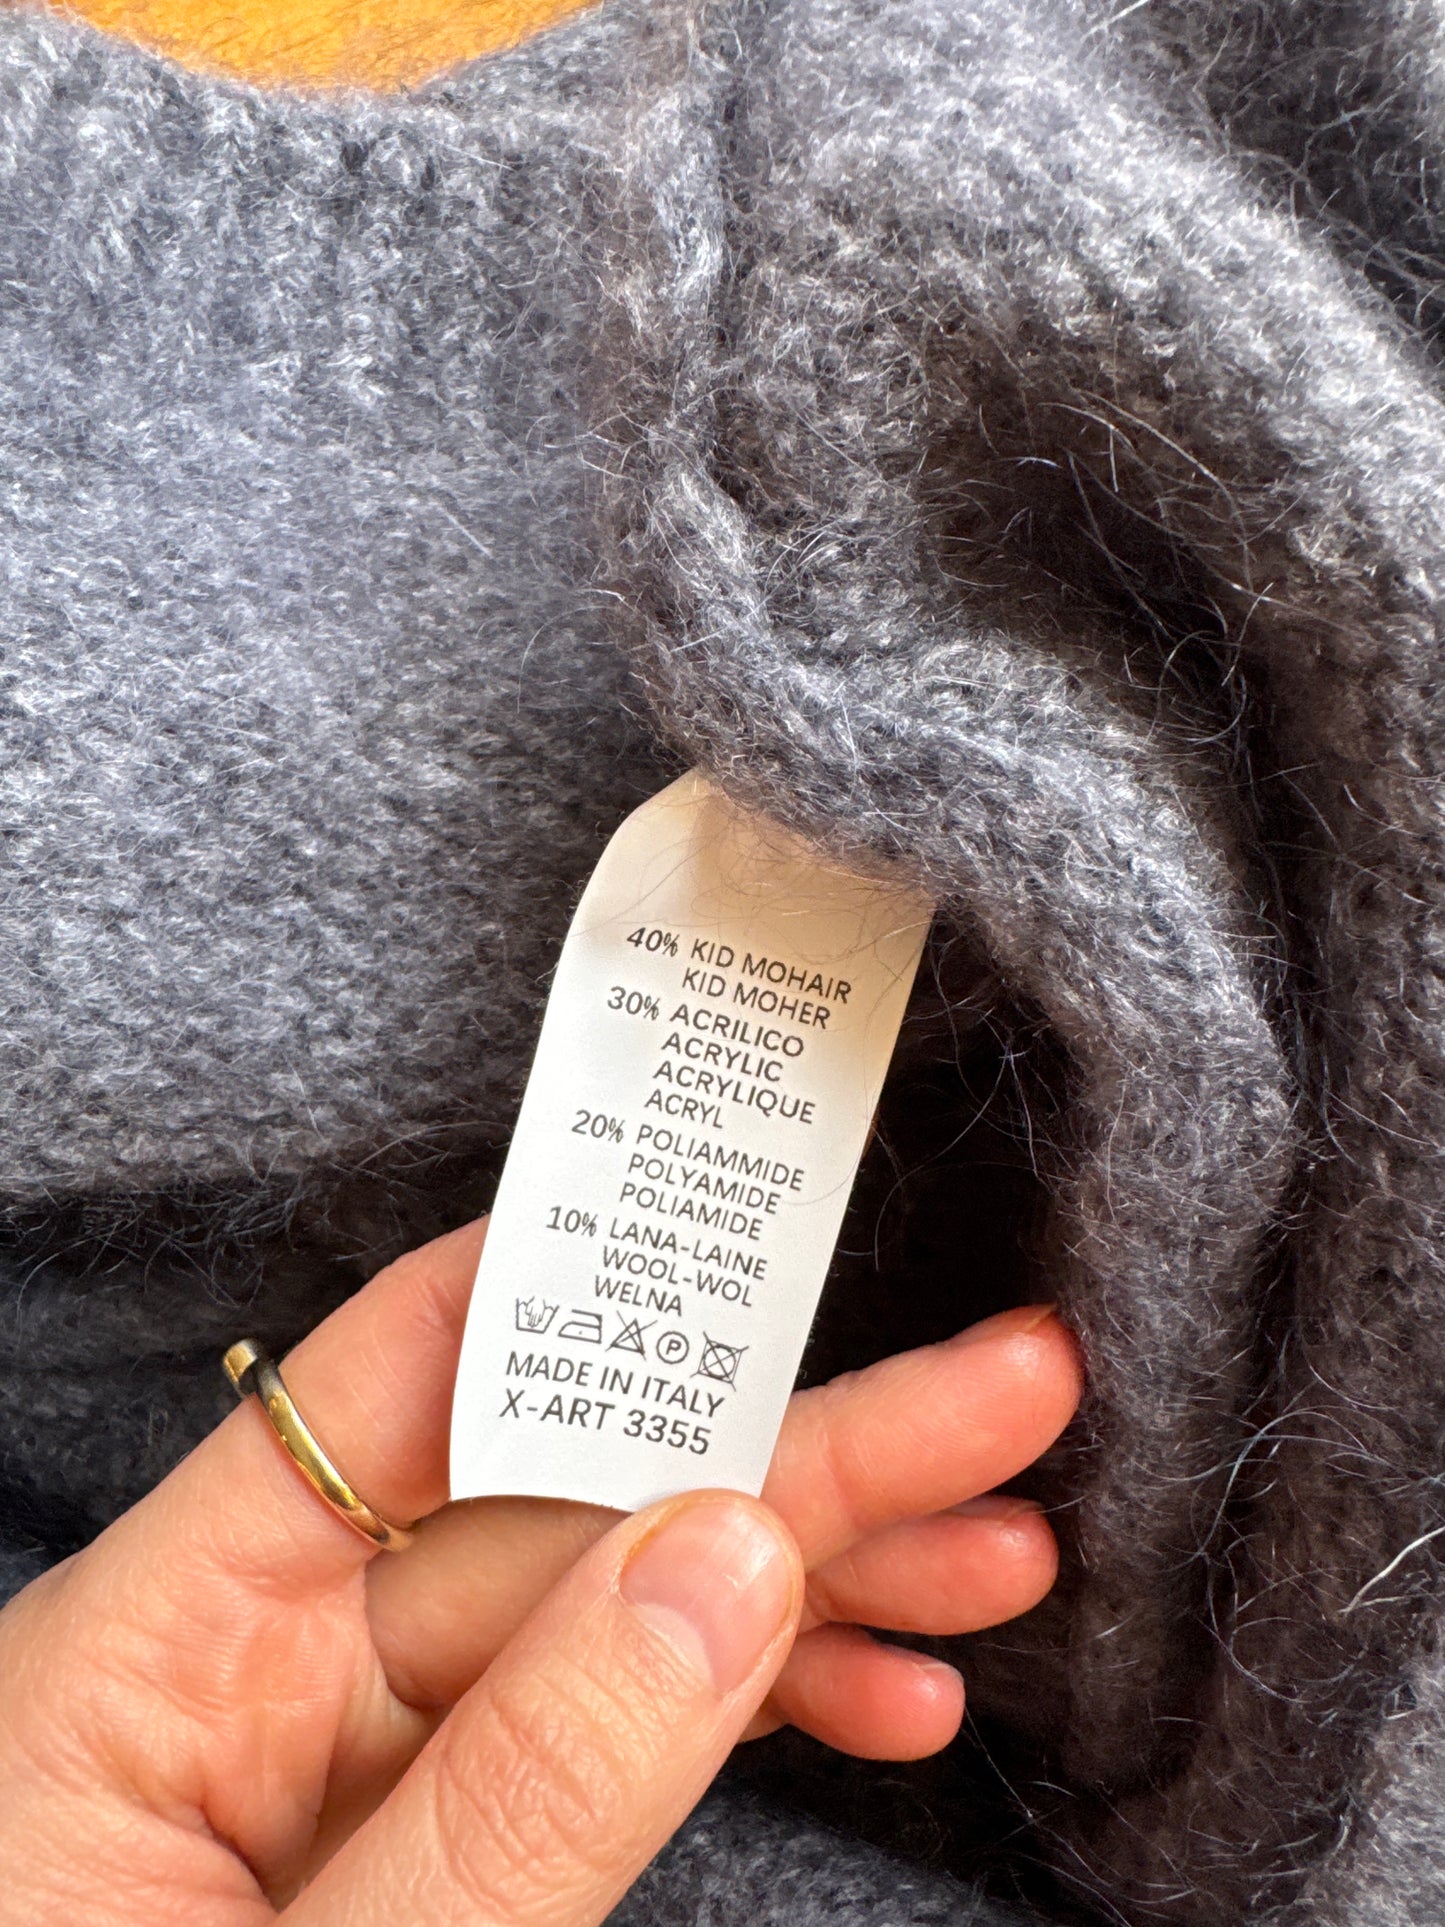 40% KID MOHAIR
KID MOHER
30% ACRILICO
ACRYLIC
ACRYLIQUE
ACRYL
20% POLIAMMIDE
POLYAMIDE
POLIAMIDE
10% LANA-LAINE
WOOL-WOL
WELNA
P
MADE IN ITALY
X-ART 3355